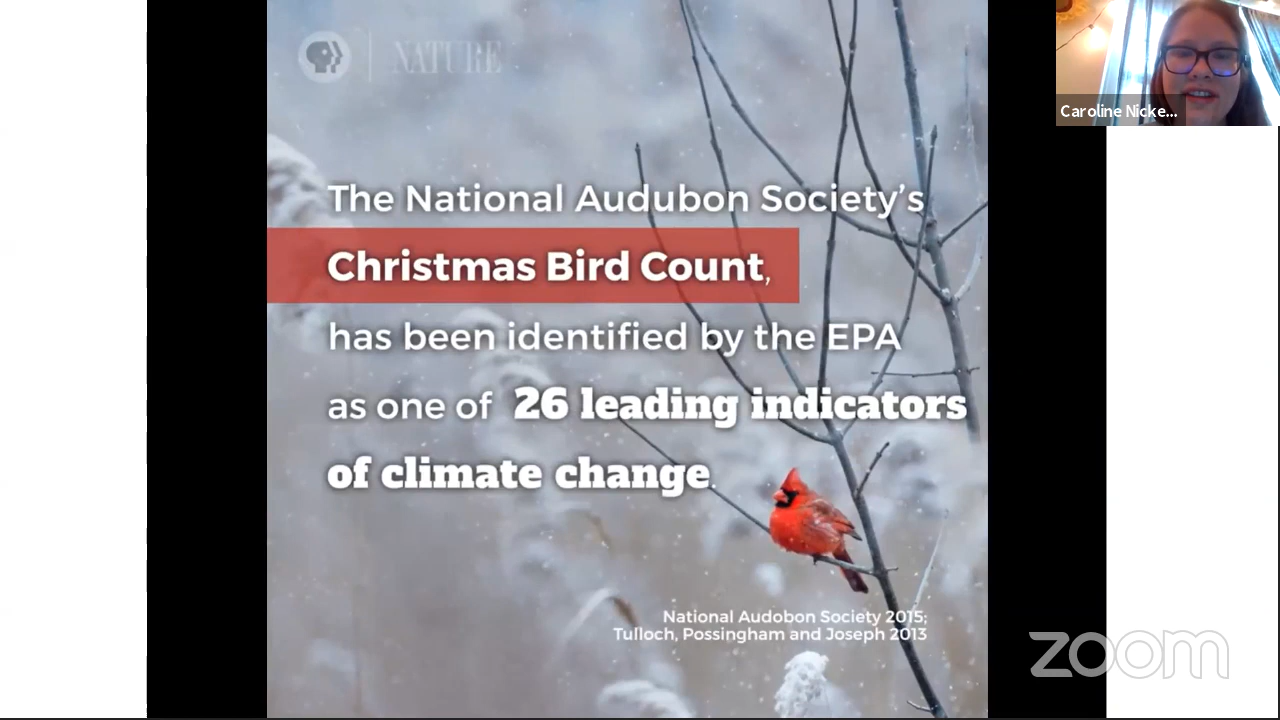 NATURE
Caroline Nicke...
The National Audubon Society’s
Christmas Bird Count,
has been identified by the EPA
as one of 26 leading indicators
of climate change.
National Audobon Society 2015;
Tulloch, Possingham and Joseph 2013
zoom